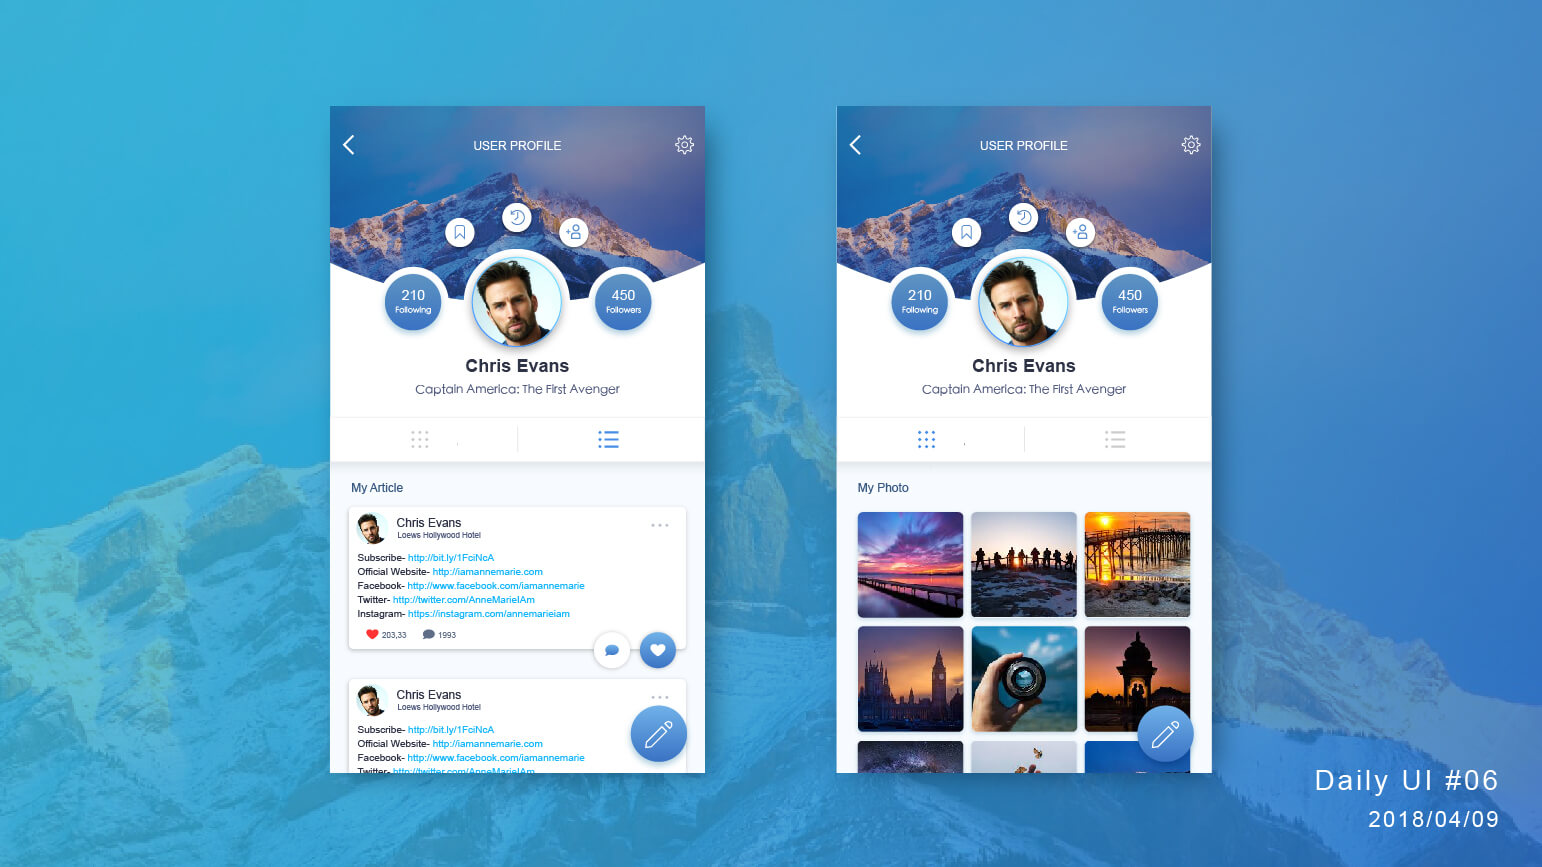 USER PROFILE
210
Following
450
Followers
Chris Evans
Captain America: The First Avenger
My Article
Chris Evans
Loews Hollywood Hotel
Subscribe- http://bit.ly/1FciNcA
Official Website- http://iamannemarie.com
Facebook- http://www.facebook.com/iamannemarie
Twitter- http://twitter.com/AnneMarieIAm
Instagram- https://instagram.com/annemarieiam
203,33 1993
Chris Evans
Loews Hollywood Hotel
Subscribe- http://bit.ly/1FciNcA
Official Website- http://iamannemarie.com
Facebook- http://www.facebook.com/iamannemarie
Twitter- http://twitter.com/AnneMarieIAm
USER PROFILE
210
Following
450
Followers
Chris Evans
Captain America: The First Avenger
My Photo
Daily UI #06
2018/04/09